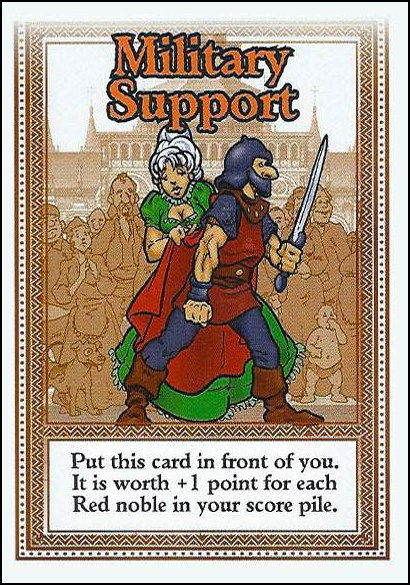 Military
Support
Put this card in front of you.
It is worth +1 point for each
Red noble in your score pile.